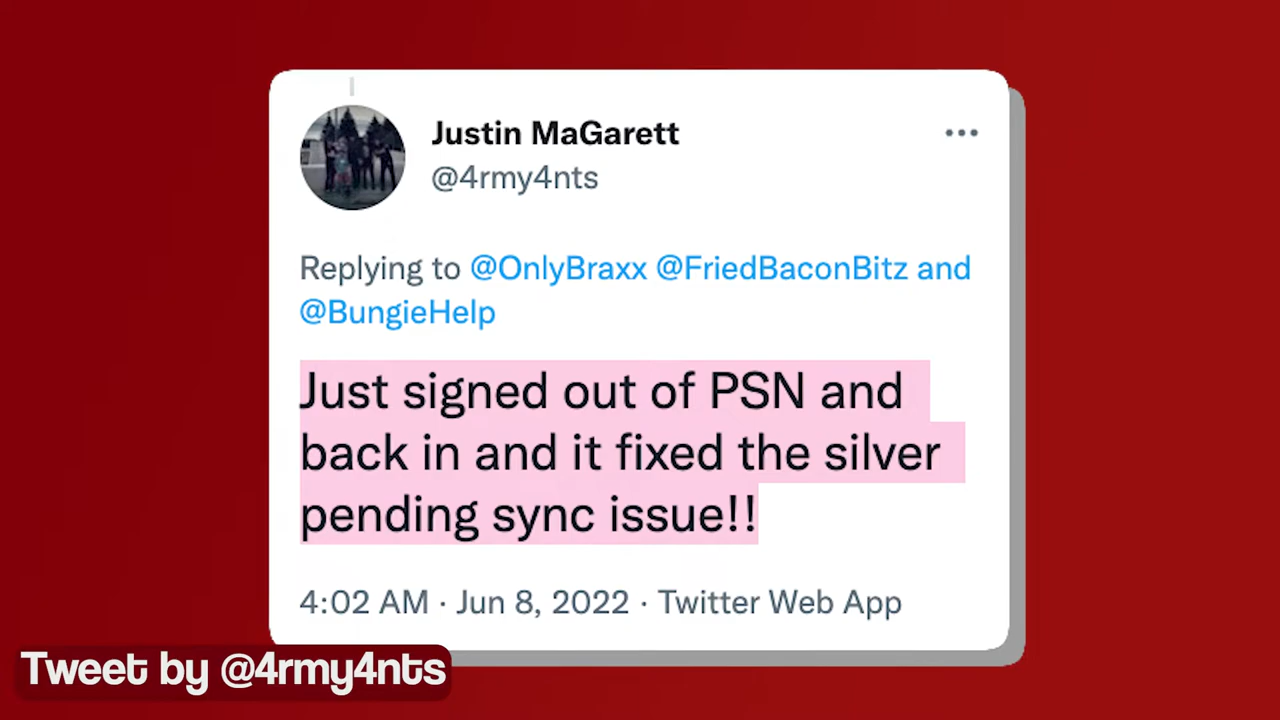 Justin MaGarett
@4rmy4nts
Replying to @OnlyBraxx @FriedBaconBitz and
@BungieHelp
Just signed out of PSN and
back in and it fixed the silver
pending sync issue!!
4:02 AM · Jun 8, 2022 · Twitter Web App
Tweet by @4rmy4nts